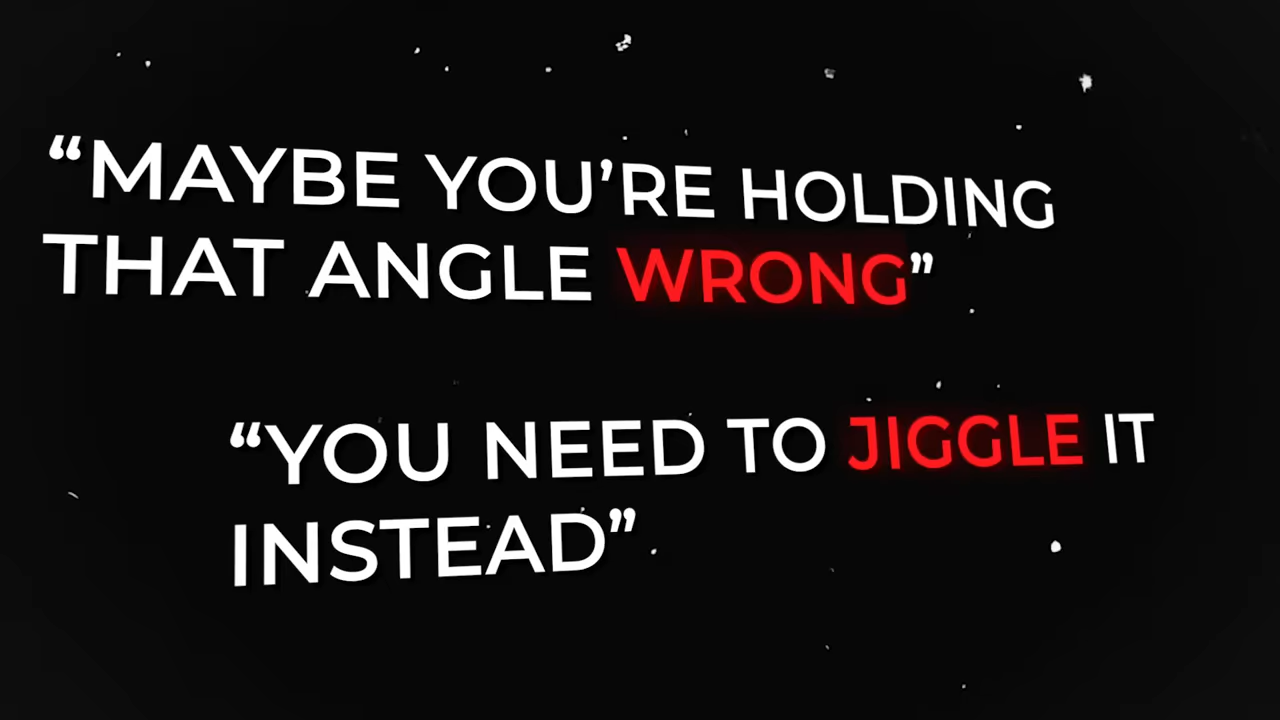 “MAYBE YOU’RE HOLDING
THAT ANGLE WRONG”
“YOU NEED TO JIGGLE IT
INSTEAD”